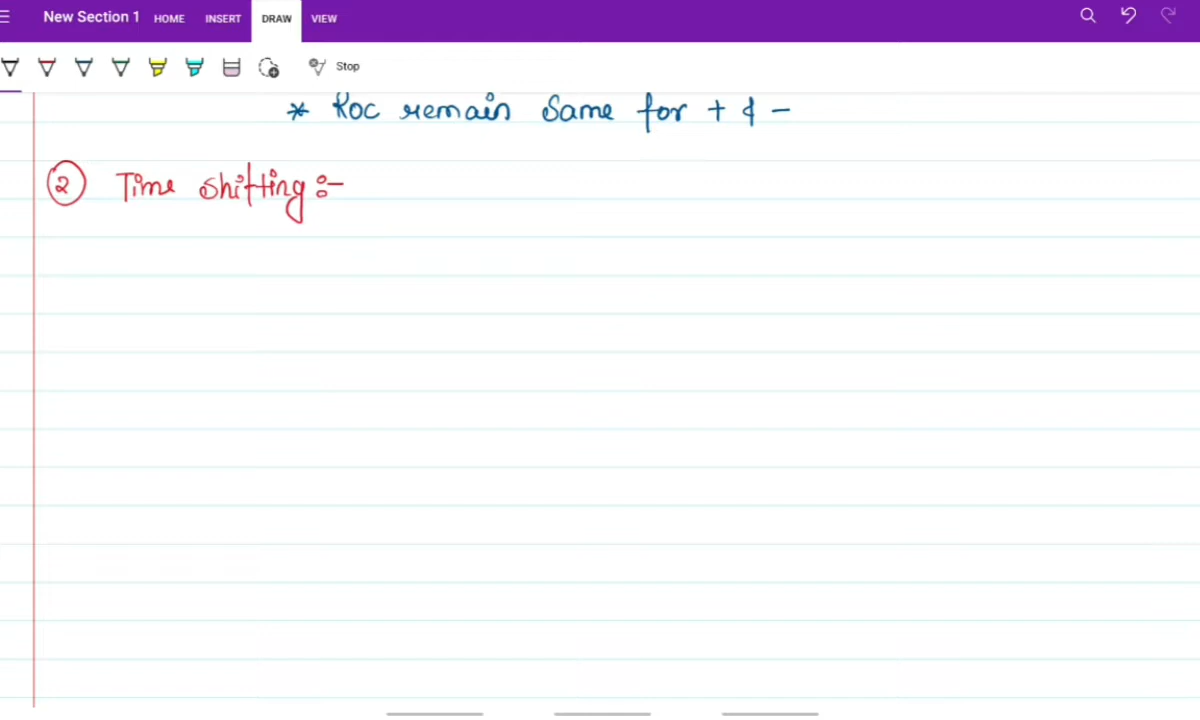 New Section 1 HOME INSERT DRAW VIEW
Stop
* Roc remain Same for + & -
② Time shifting :-